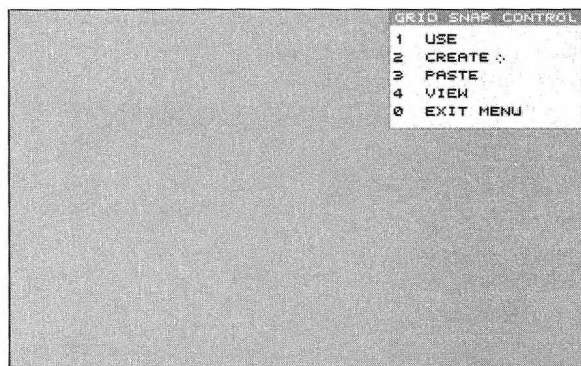 GRID SNAP CONTROL
1 USE
2 CREATE
3 PASTE
4 VIEW
0 EXIT MENU